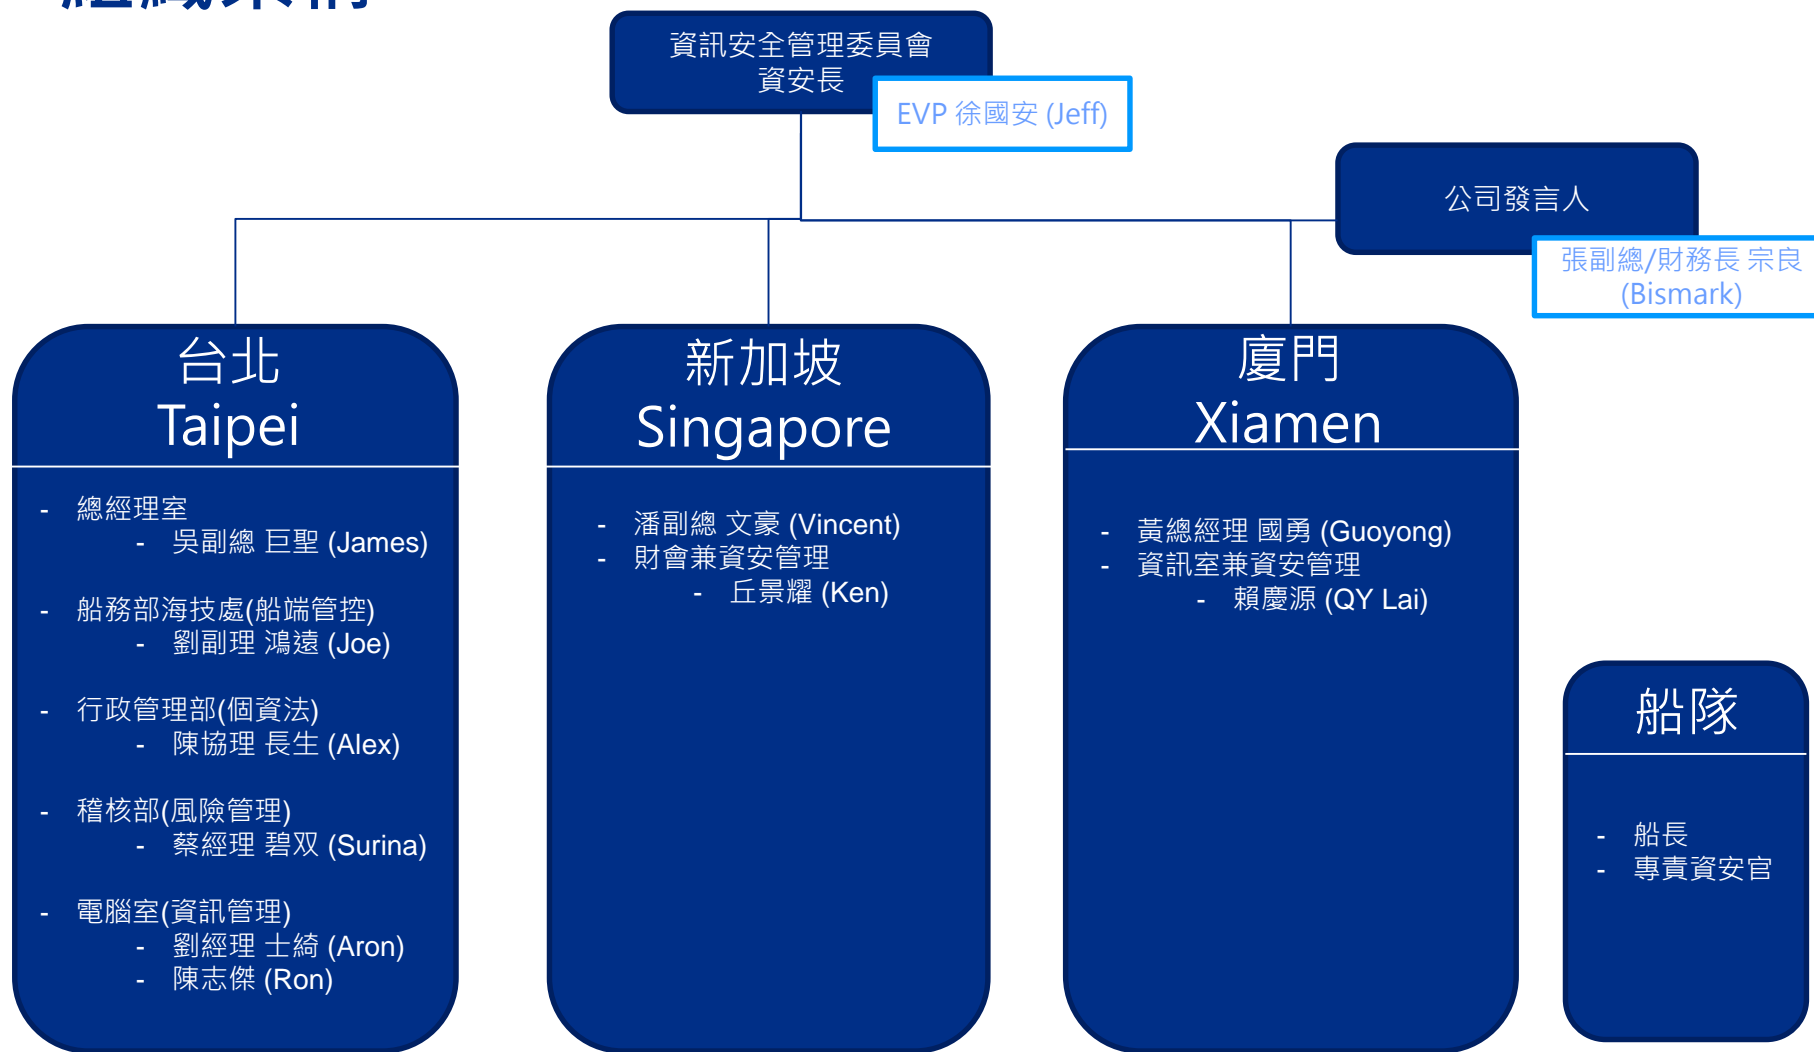 資訊安全管理委員會
資安長
EVP 徐國安 (Jeff)
公司發言人
張副總/財務長 宗良
(Bismark)
台北
Taipei
- 總經理室
- 吳副總 巨聖 (James)
- 船務部海技處(船端管控)
- 劉副理 鴻遠 (Joe)
- 行政管理部(個資法)
- 陳協理 長生 (Alex)
- 稽核部(風險管理)
- 蔡經理 碧双 (Surina)
- 電腦室(資訊管理)
- 劉經理 士綺 (Aron)
- 陳志傑 (Ron)
新加坡
Singapore
- 潘副總 文豪 (Vincent)
- 財會兼資安管理
- 丘景耀 (Ken)
廈門
Xiamen
- 黃總經理 國勇 (Guoyong)
- 資訊室兼資安管理
- 賴慶源 (QY Lai)
船隊
- 船長
- 專責資安官